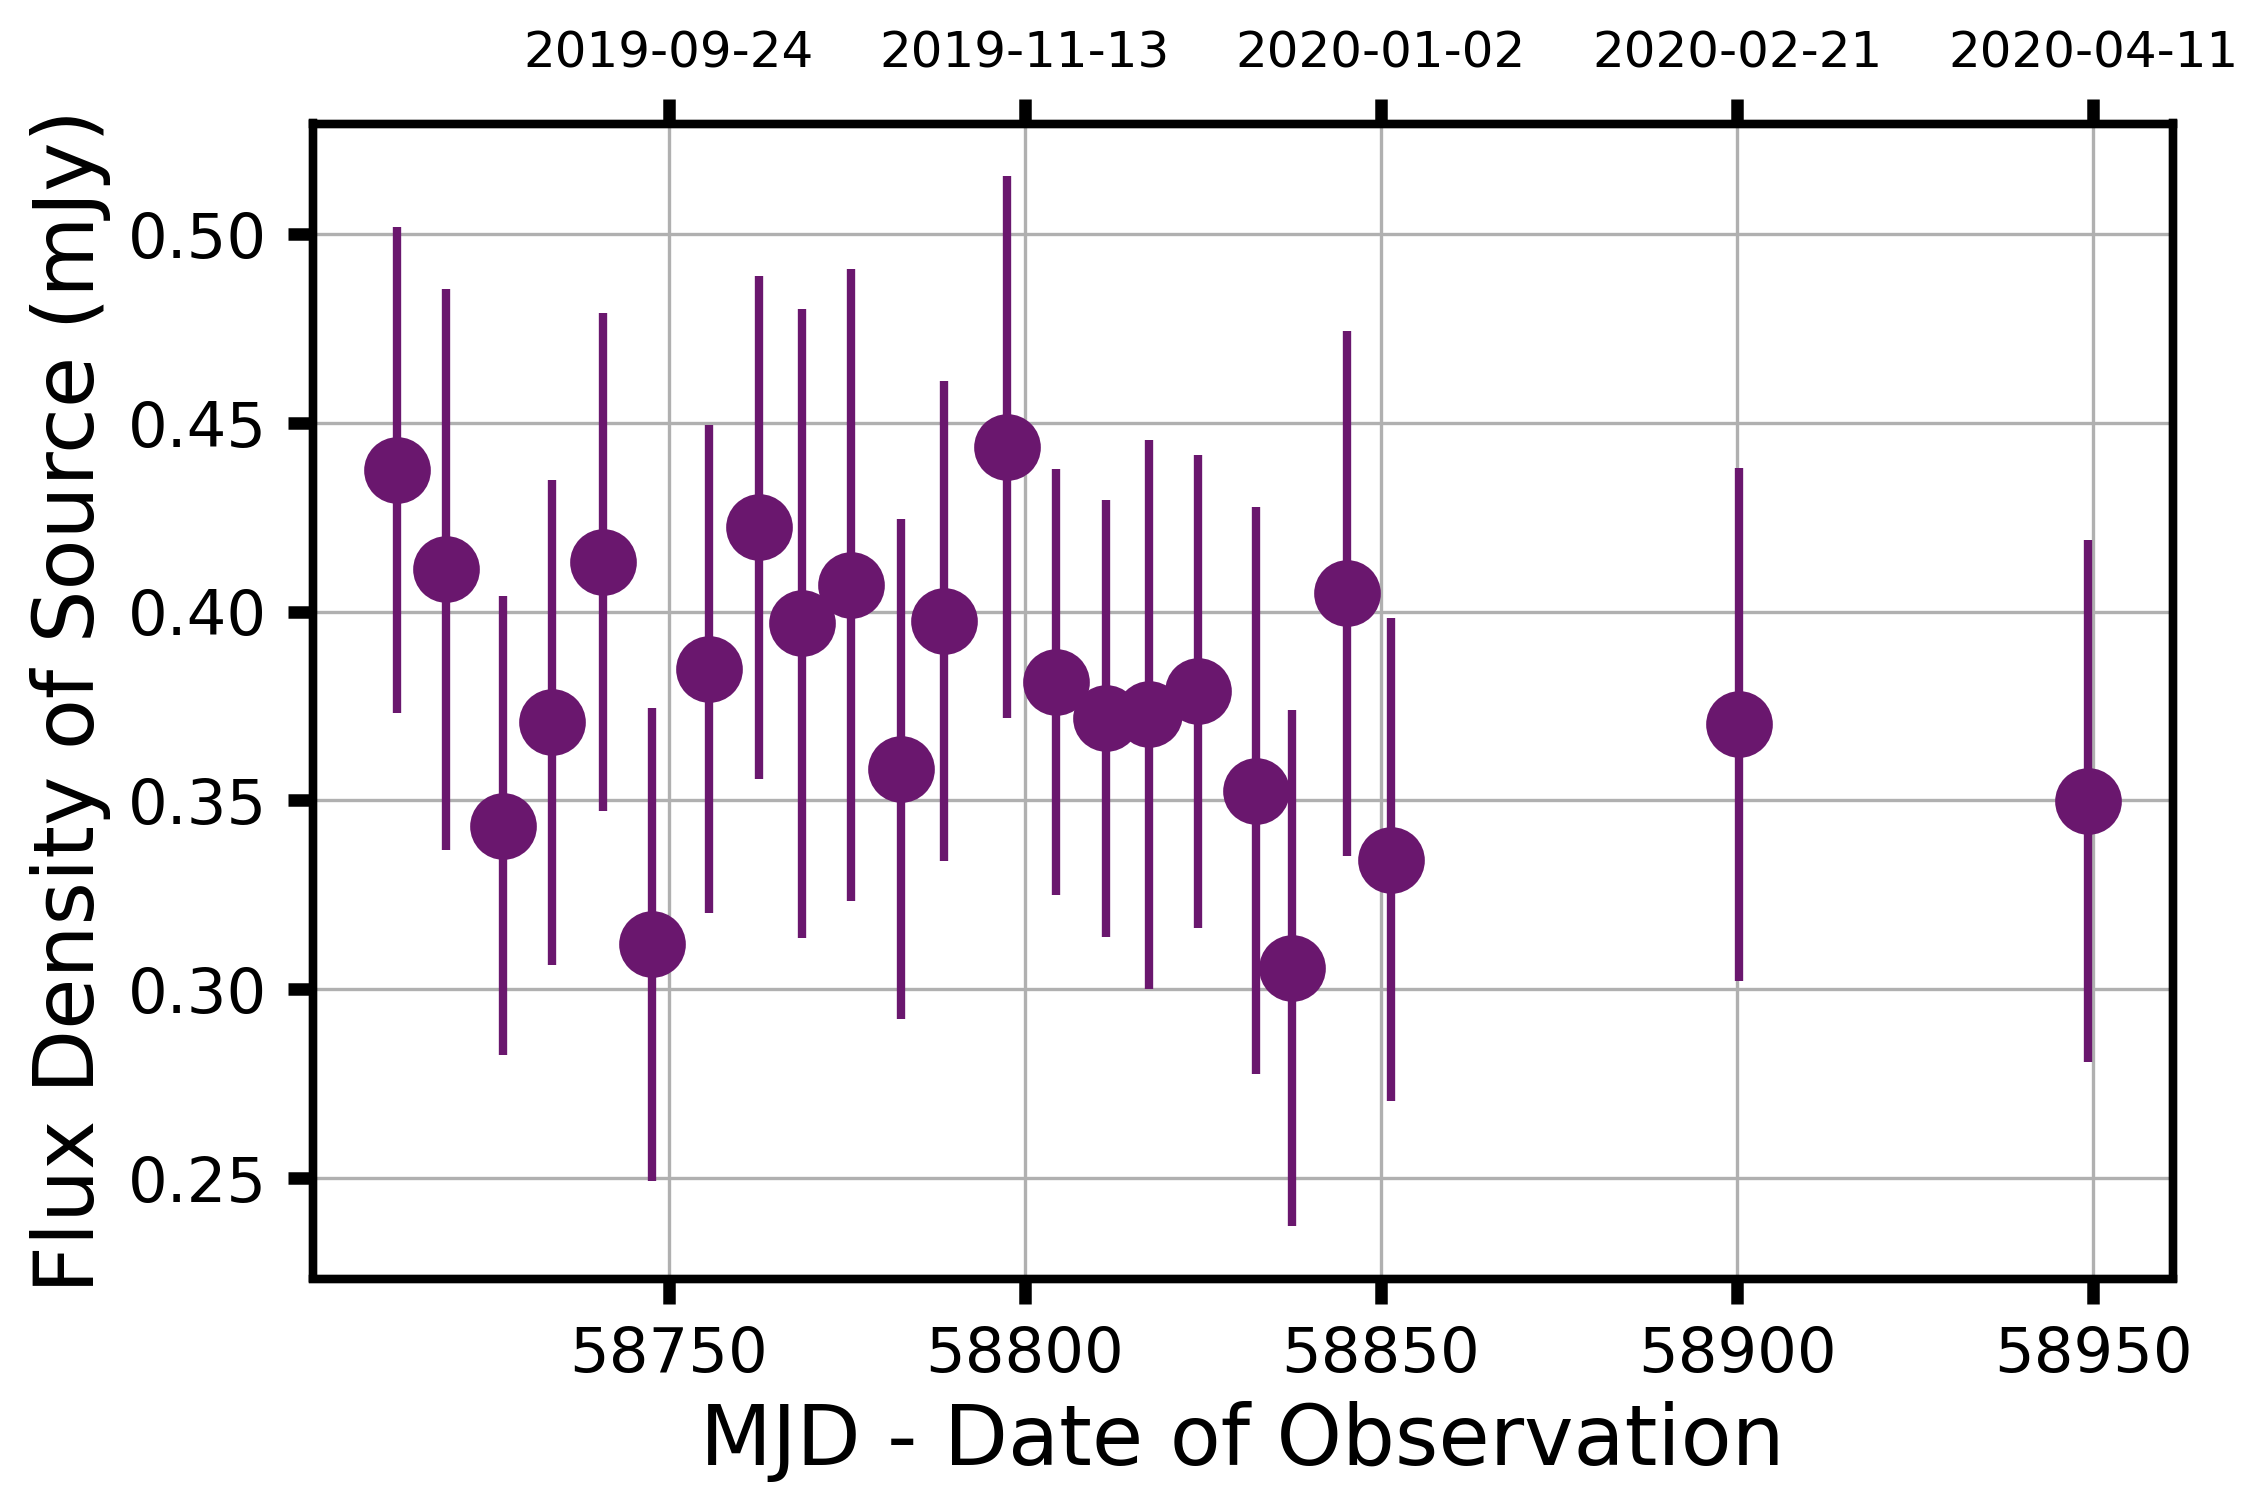 2019-09-24 2019-11-13 2020-01-02 2020-02-21 2020-04-11
Flux Density of Source (mJy)
0.50
0.45
0.40
0.35
0.30
0.25
58750 58800 58850 58900 58950
MJD - Date of Observation